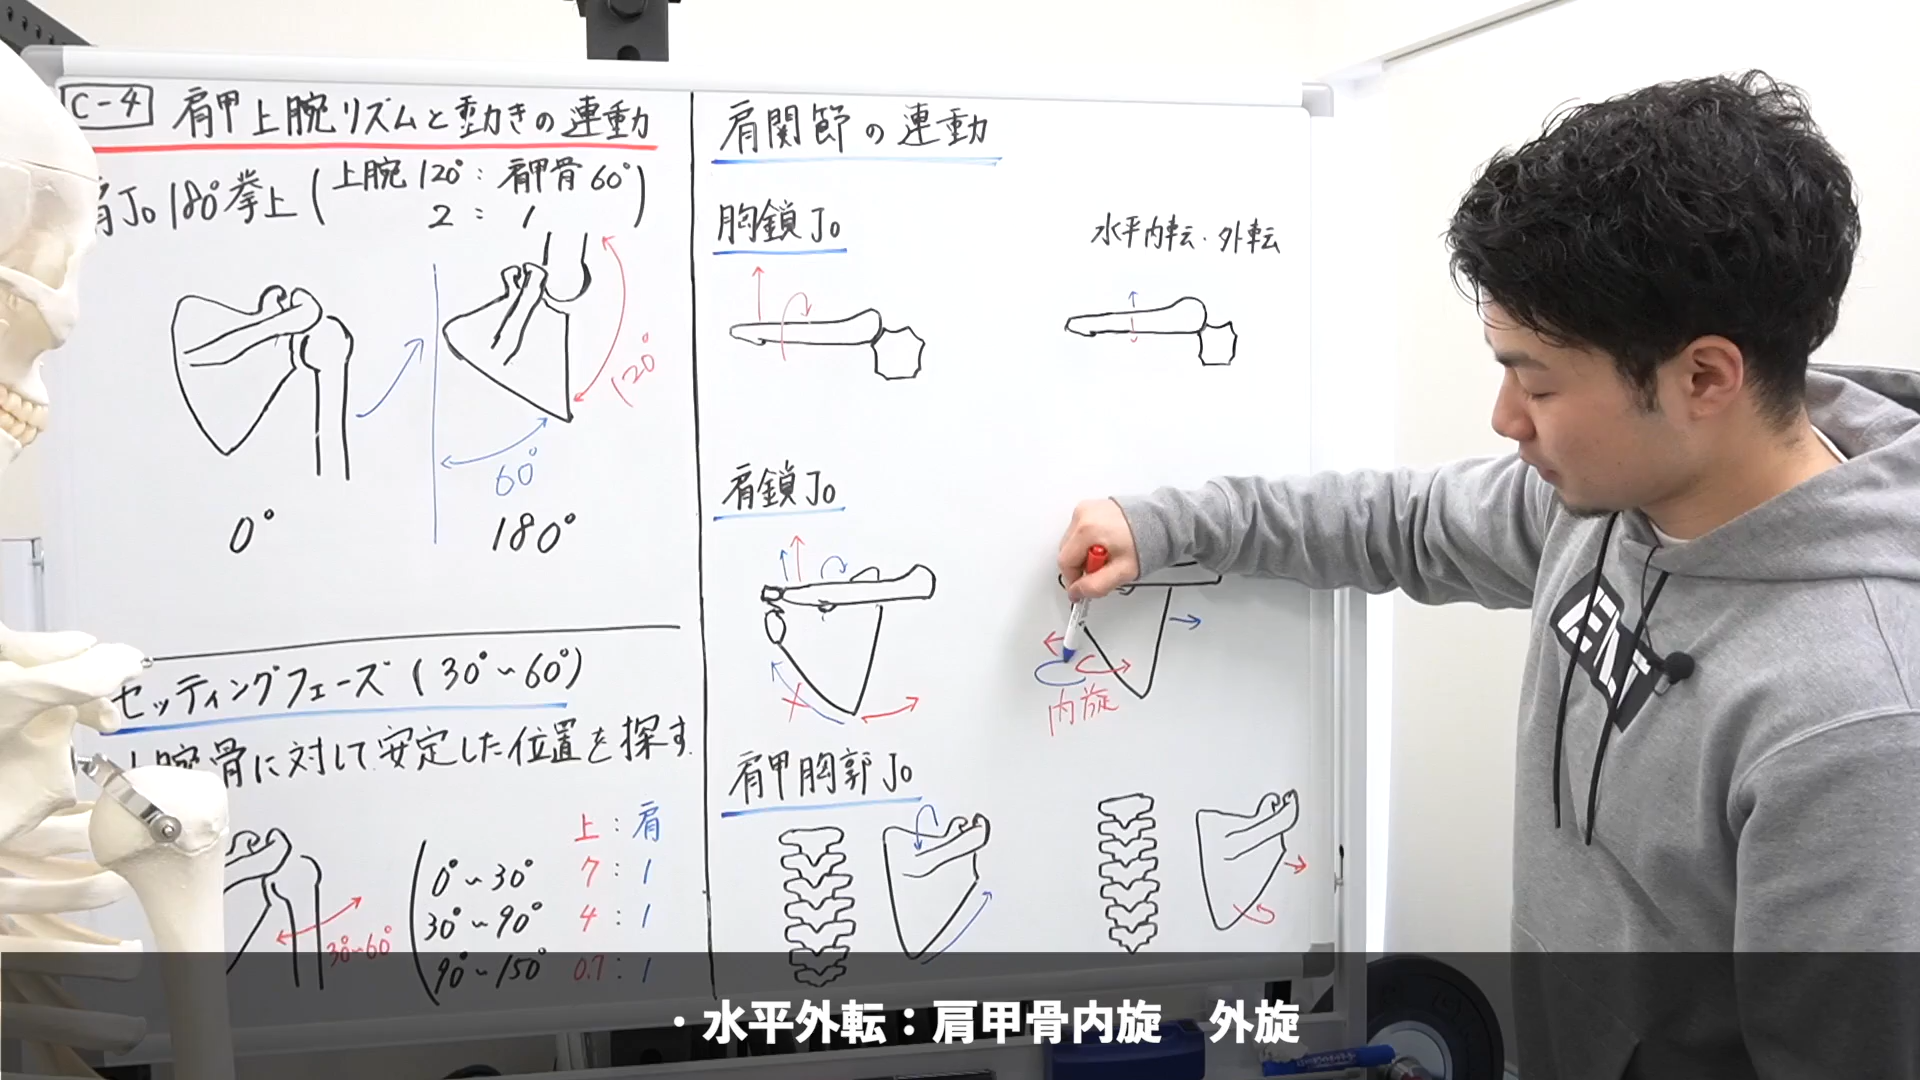 C-4 肩甲上腕リズムと動きの連動
肩Jo 180°挙上 (上腕120°: 肩甲骨60°)
2 : 1
120°
60°
0°
180°
セッティングフェーズ (30°~60°)
上腕骨に対して安定した位置を探す.
上 : 肩
0°~30° 7 : 1
30°~90° 4 : 1
90°~150° 0.7 : 1
30°~60°
肩関節の連動
胸鎖Jo
水平内転・外転
肩鎖Jo
内旋
肩甲胸郭Jo
・水平外転：肩甲骨内旋　外旋